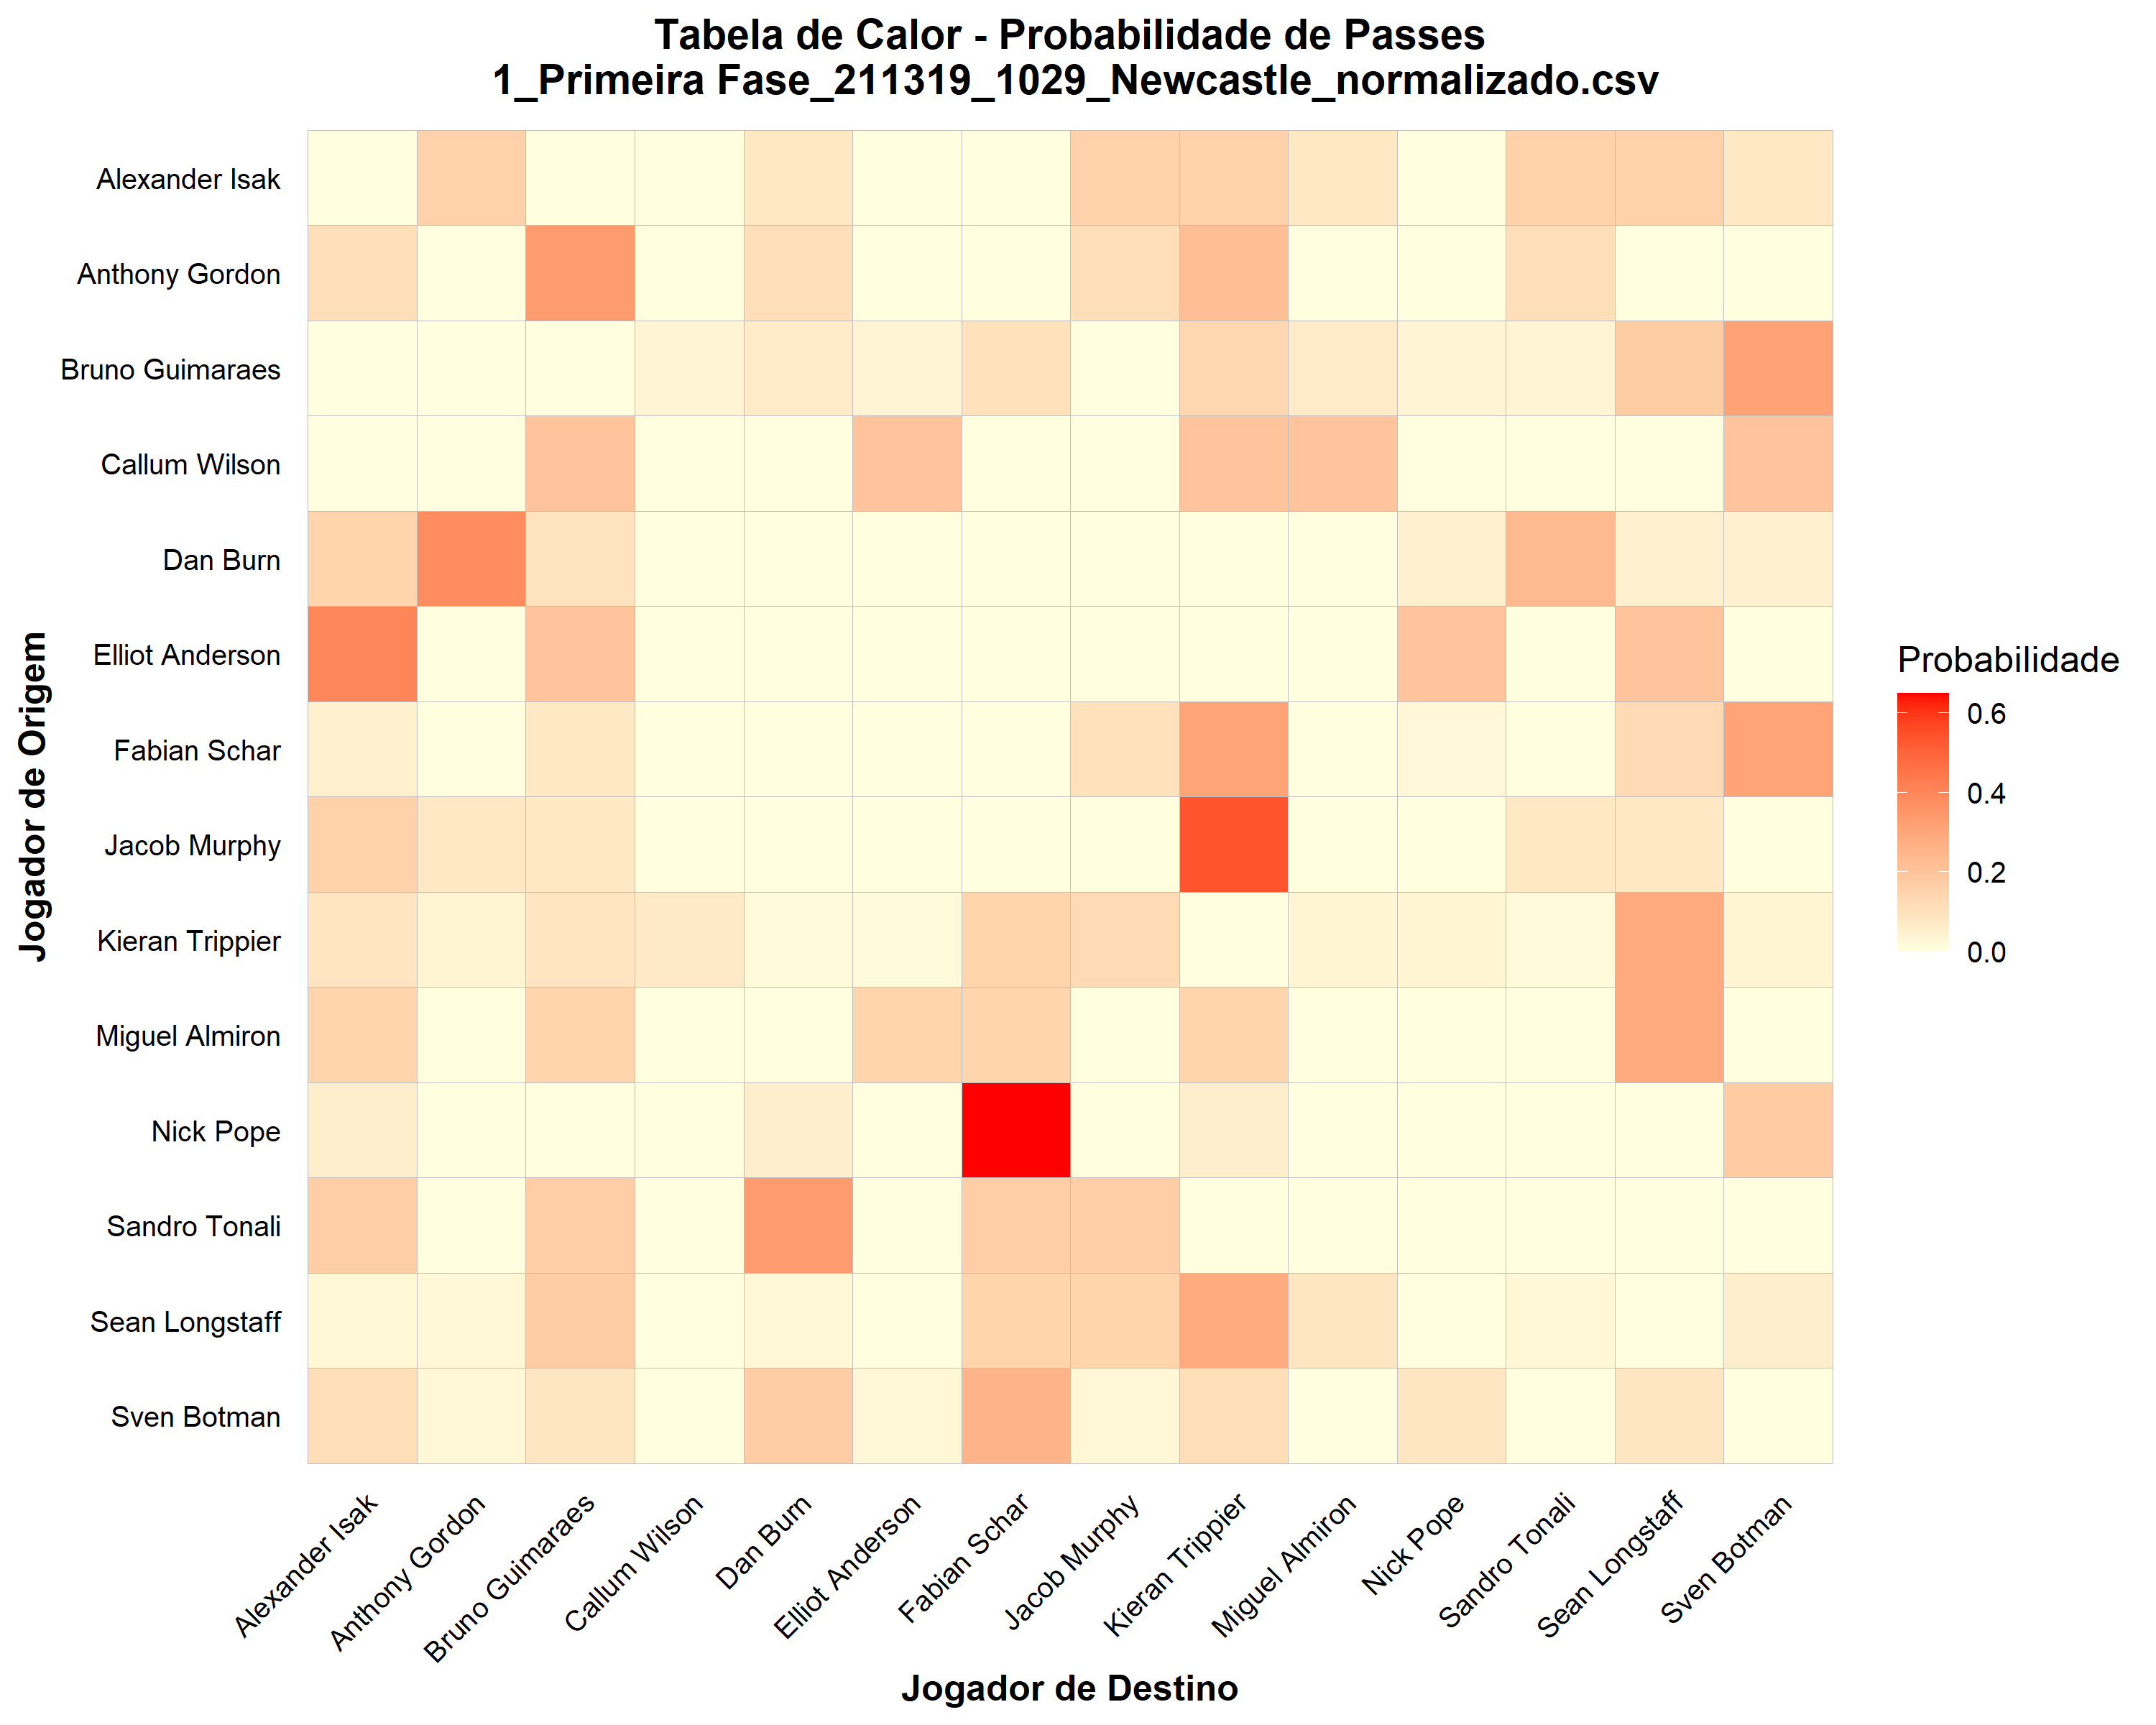 Tabela de Calor - Probabilidade de Passes
1_Primeira Fase_211319_1029_Newcastle_normalizado.csv
Jogador de Origem
Alexander Isak
Anthony Gordon
Bruno Guimaraes
Callum Wilson
Dan Burn
Elliot Anderson
Fabian Schar
Jacob Murphy
Kieran Trippier
Miguel Almiron
Nick Pope
Sandro Tonali
Sean Longstaff
Sven Botman
Alexander Isak
Anthony Gordon
Bruno Guimaraes
Callum Wilson
Dan Burn
Elliot Anderson
Fabian Schar
Jacob Murphy
Kieran Trippier
Miguel Almiron
Nick Pope
Sandro Tonali
Sean Longstaff
Sven Botman
Jogador de Destino
Probabilidade
0.6
0.4
0.2
0.0